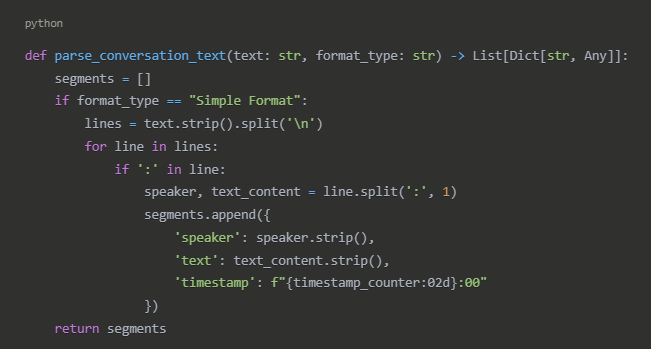 python
def parse_conversation_text(text: str, format_type: str) -> List[Dict[str, Any]]:
    segments = []
    if format_type == "Simple Format":
        lines = text.strip().split('\n')
        for line in lines:
            if ':' in line:
                speaker, text_content = line.split(':', 1)
                segments.append({
                    'speaker': speaker.strip(),
                    'text': text_content.strip(),
                    'timestamp': f"{timestamp_counter:02d}:00"
                })
    return segments